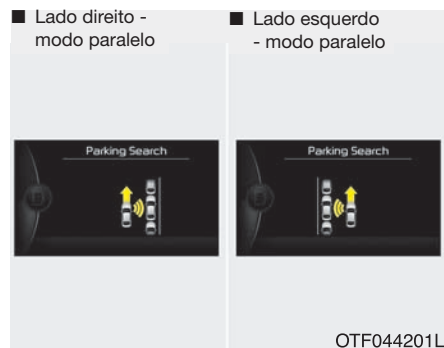 ■ Lado direito -
modo paralelo
■ Lado esquerdo
- modo paralelo
Parking Search
Parking Search
OTF044201L